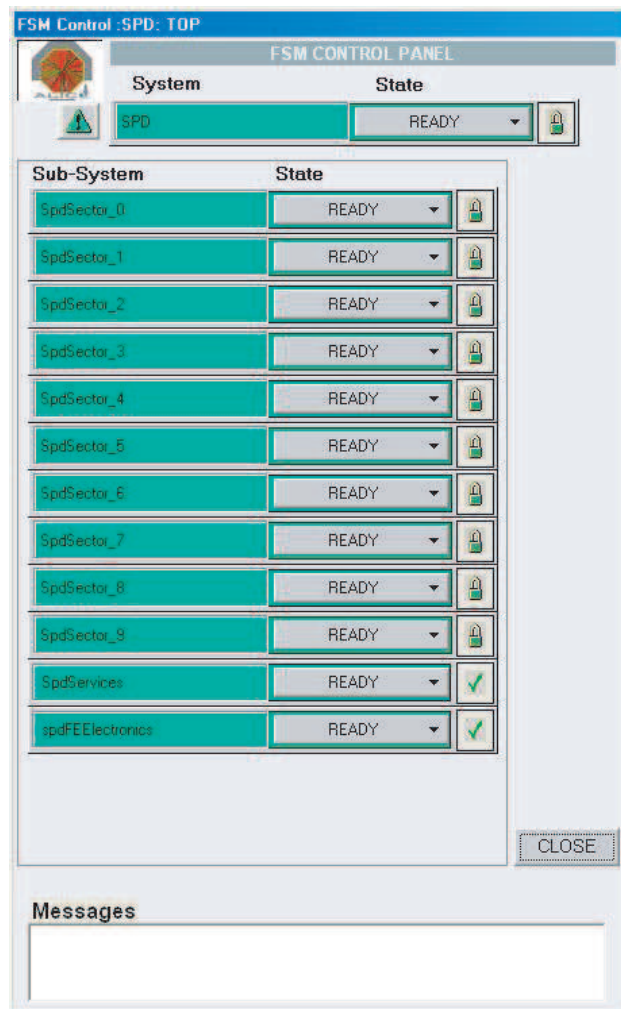 FSM Control :SPD: TOP
FSM CONTROL PANEL
System State
ALICE
SPD READY
Sub-System State
SpdSector_0 READY
SpdSector_1 READY
SpdSector_2 READY
SpdSector_3 READY
SpdSector_4 READY
SpdSector_5 READY
SpdSector_6 READY
SpdSector_7 READY
SpdSector_8 READY
SpdSector_9 READY
SpdServices READY
spdFEElectronics READY
CLOSE
Messages